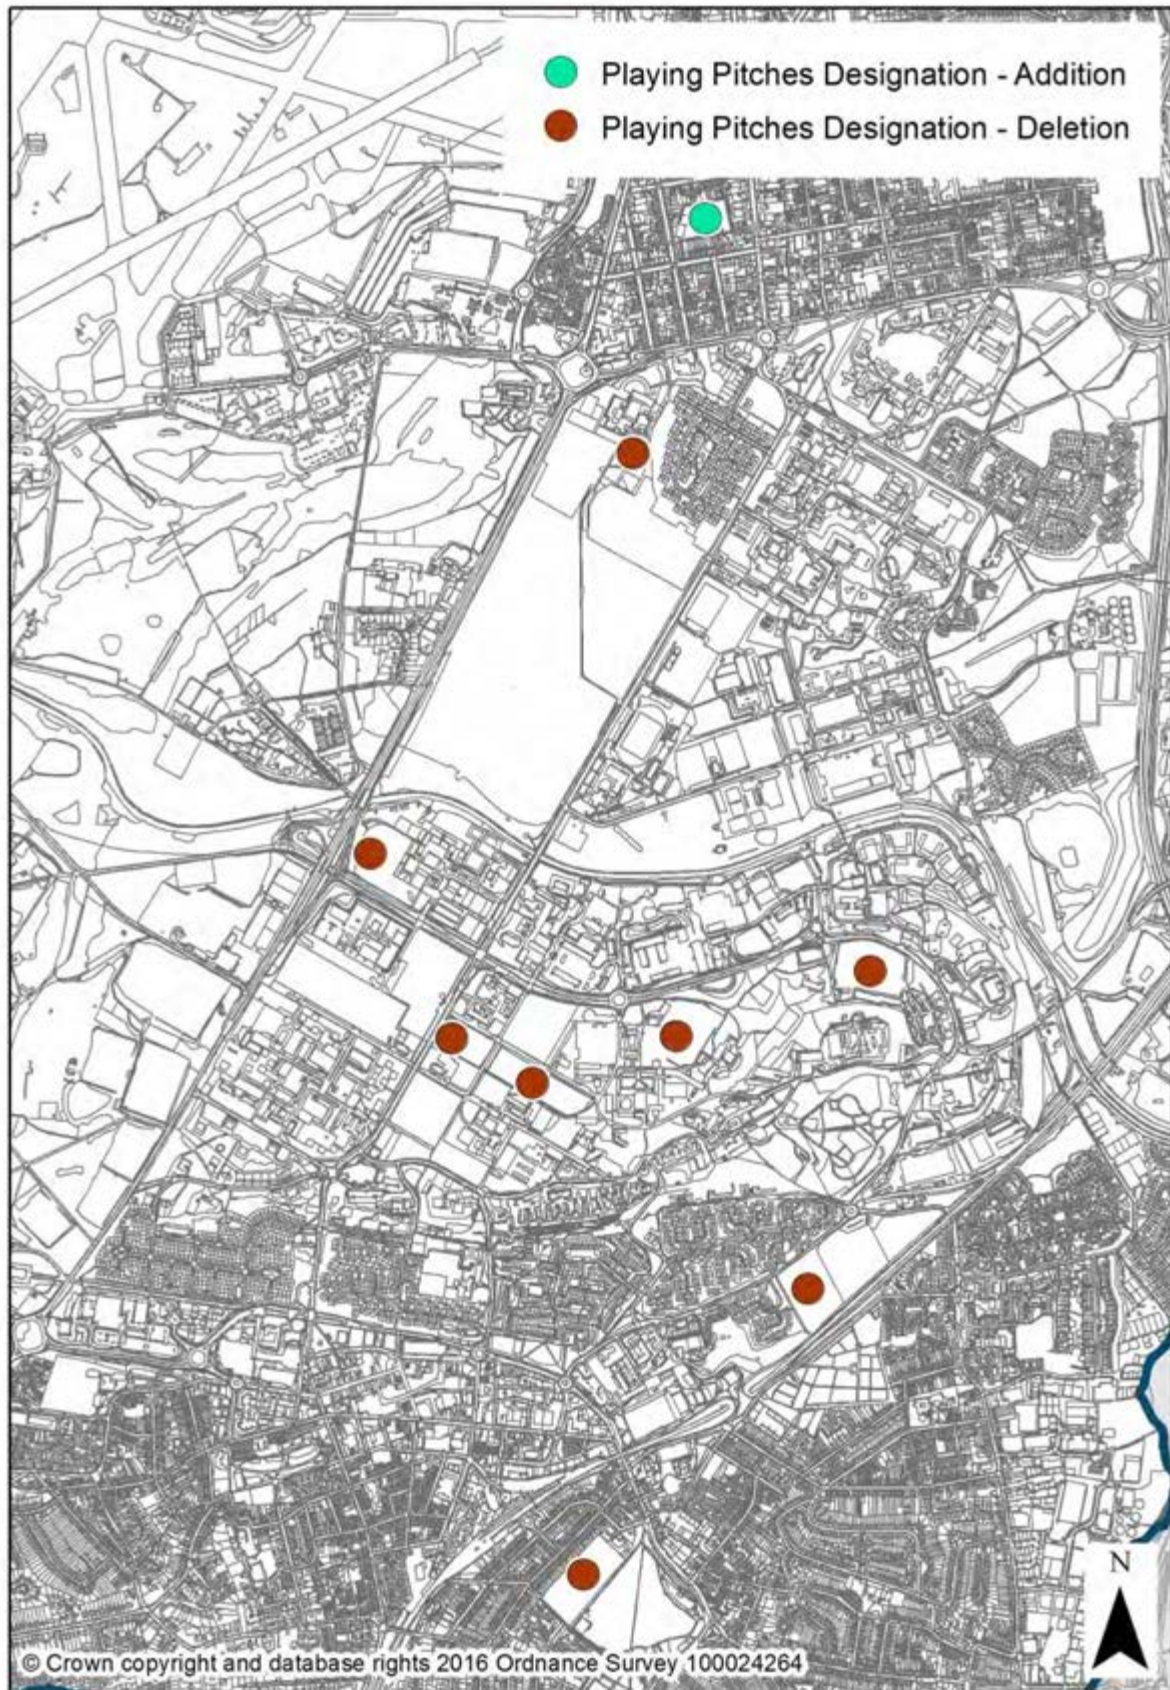 Playing Pitches Designation - Addition
Playing Pitches Designation - Deletion
N
© Crown copyright and database rights 2016 Ordnance Survey 100024264